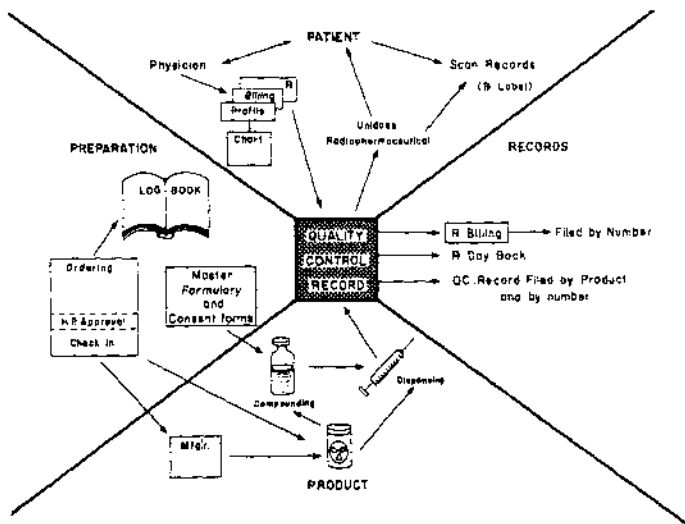 PATIENT
Physician
Scan Records
(℞ Label)
R
Billing
Profile
Chart
Unidose
Radiopharmaceutical
PREPARATION
RECORDS
LOG BOOK
QUALITY
CONTROL
RECORD
R Billing
Filed by Number
R Day Book
QC. Record Filed by Product
and by number
Ordering
H.P. Approval
Check in
Master
Formulary
and
Consent forms
Compounding
Dispensing
Mfgr.
PRODUCT